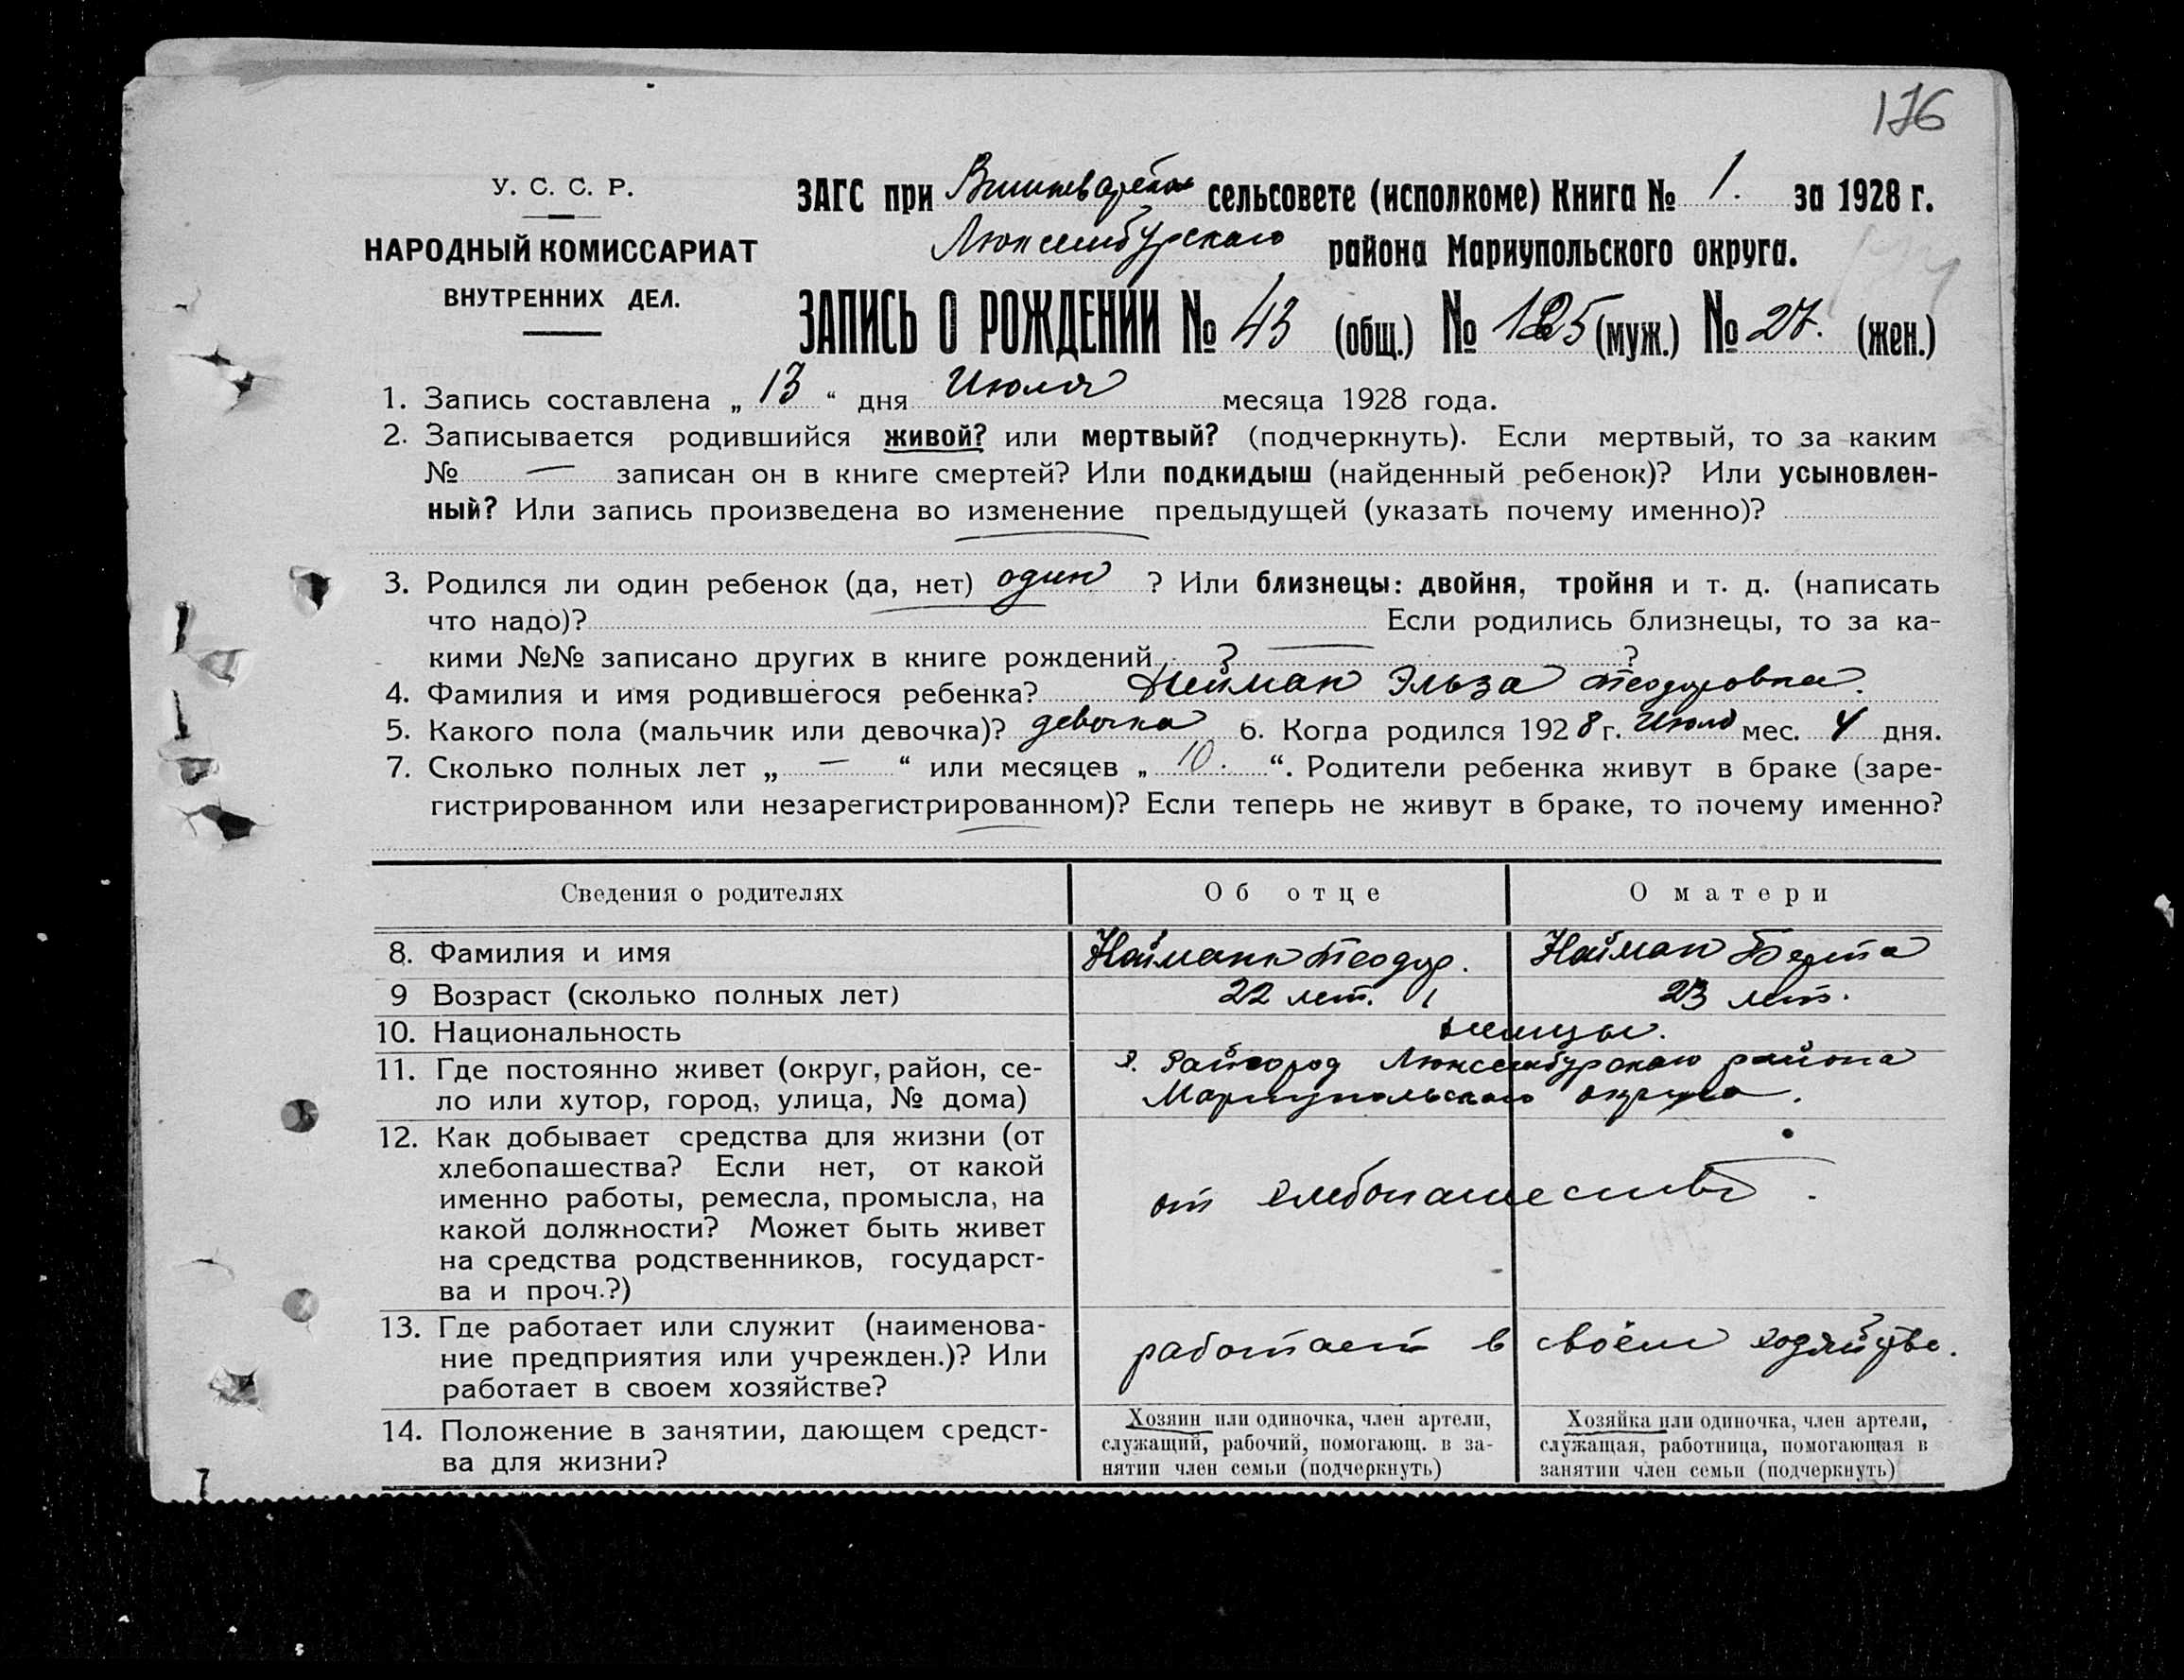 176
У. С. С. Р.
НАРОДНЫЙ КОМИССАРИАТ
ВНУТРЕННИХ ДЕЛ.
ЗАГС при сельсовете (исполкоме) Книга № 1. за 1928 г.
Люксембурского района Мариупольского округа.
ЗАПИСЬ О РОЖДЕНИИ № 43 (общ.) № (муж.) № 27. (жен.)
1. Запись составлена „ 13 “ дня Июля месяца 1928 года.
2. Записывается родившийся живой? или мертвый? (подчеркнуть). Если мертвый, то за каким
№ — записан он в книге смертей? Или подкидыш (найденный ребенок)? Или усыновлен-
ный? Или запись произведена во изменение предыдущей (указать почему именно)?
3. Родился ли один ребенок (да, нет) один ? Или близнецы: двойня, тройня и т. д. (написать
что надо)? Если родились близнецы, то за ка-
кими №№ записано других в книге рождений ? — ?
4. Фамилия и имя родившегося ребенка? Нейман Эльза Теодоровна.
5. Какого пола (мальчик или девочка)? девочка 6. Когда родился 1928 г. Июля мес. 4 дня.
7. Сколько полных лет „ — “ или месяцев „ 10. “. Родители ребенка живут в браке (заре-
гистрированном или незарегистрированном)? Если теперь не живут в браке, то почему именно?
Сведения о родителях Об отце О матери
8. Фамилия и имя Найманн Теодор. Найман Берта
9 Возраст (сколько полных лет) 22 лет. 23 лет.
10. Национальность немцы.
11. Где постоянно живет (округ, район, се-
ло или хутор, город, улица, № дома)
Райгород Люксембурского района
Мариупольского округа.
12. Как добывает средства для жизни (от
хлебопашества? Если нет, от какой
именно работы, ремесла, промысла, на
какой должности? Может быть живет
на средства родственников, государст-
ва и проч.?)
от хлебопашества.
13. Где работает или служит (наименова-
ние предприятия или учрежден.)? Или
работает в своем хозяйстве?
работает в своём хозяйстве.
14. Положение в занятии, дающем средст-
ва для жизни?
Хозяин или одиночка, член артели,
служащий, рабочий, помогающ. в за-
нятии член семьи (подчеркнуть)
Хозяйка или одиночка, член артели,
служащая, работница, помогающая в
занятии член семьи (подчеркнуть)